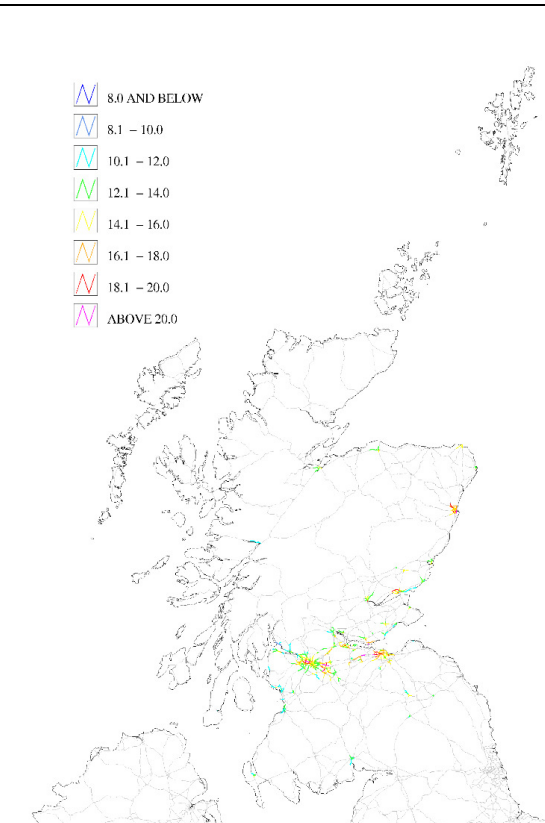 8.0 AND BELOW
8.1 – 10.0
10.1 – 12.0
12.1 – 14.0
14.1 – 16.0
16.1 – 18.0
18.1 – 20.0
ABOVE 20.0